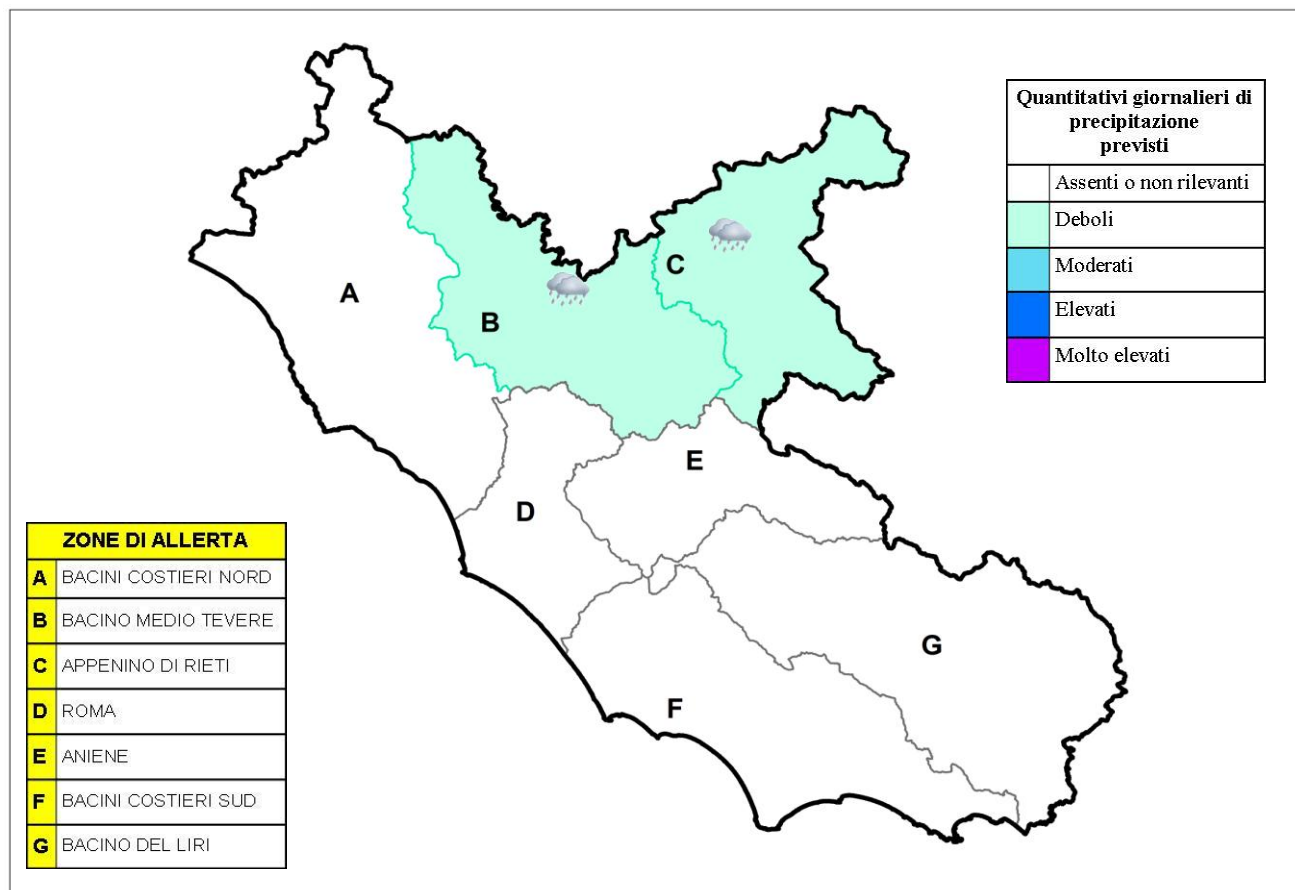 Quantitativi giornalieri di
precipitazione
previsti
Assenti o non rilevanti
Deboli
Moderati
Elevati
Molto elevati
A
B
C
D
E
F
G
ZONE DI ALLERTA
A BACINI COSTIERI NORD
B BACINO MEDIO TEVERE
C APPENINO DI RIETI
D ROMA
E ANIENE
F BACINI COSTIERI SUD
G BACINO DEL LIRI